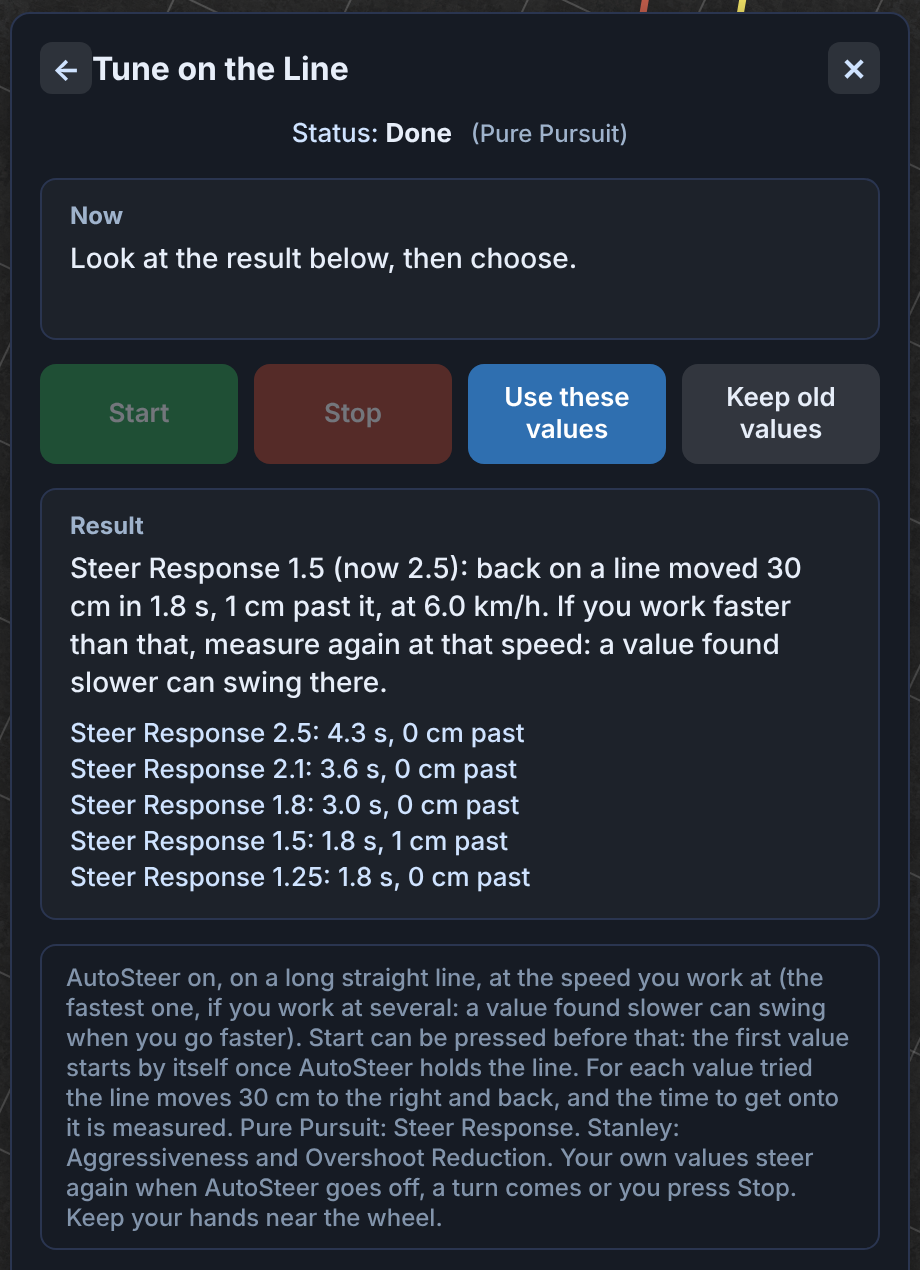 Tune on the Line
Status: Done (Pure Pursuit)
Now
Look at the result below, then choose.
Start
Stop
Use these
values
Keep old
values
Result
Steer Response 1.5 (now 2.5): back on a line moved 30
cm in 1.8 s, 1 cm past it, at 6.0 km/h. If you work faster
than that, measure again at that speed: a value found
slower can swing there.
Steer Response 2.5: 4.3 s, 0 cm past
Steer Response 2.1: 3.6 s, 0 cm past
Steer Response 1.8: 3.0 s, 0 cm past
Steer Response 1.5: 1.8 s, 1 cm past
Steer Response 1.25: 1.8 s, 0 cm past
AutoSteer on, on a long straight line, at the speed you work at (the
fastest one, if you work at several: a value found slower can swing
when you go faster). Start can be pressed before that: the first value
starts by itself once AutoSteer holds the line. For each value tried
the line moves 30 cm to the right and back, and the time to get onto
it is measured. Pure Pursuit: Steer Response. Stanley:
Aggressiveness and Overshoot Reduction. Your own values steer
again when AutoSteer goes off, a turn comes or you press Stop.
Keep your hands near the wheel.